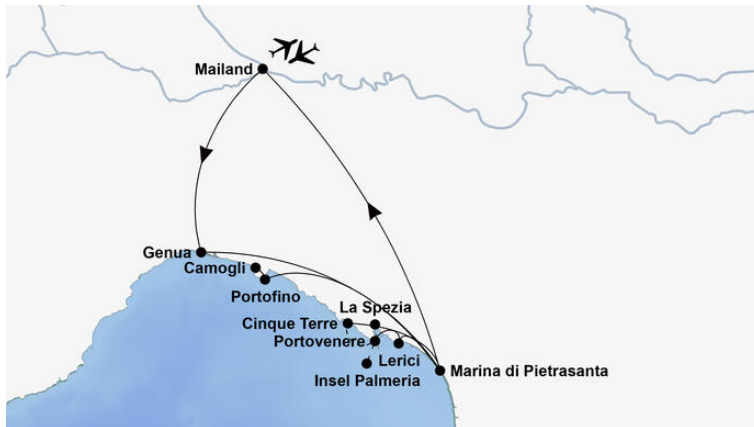 Mailand
Genua
Camogli
Portofino
La Spezia
Cinque Terre
Portovenere
Lerici
Marina di Pietrasanta
Insel Palmeria